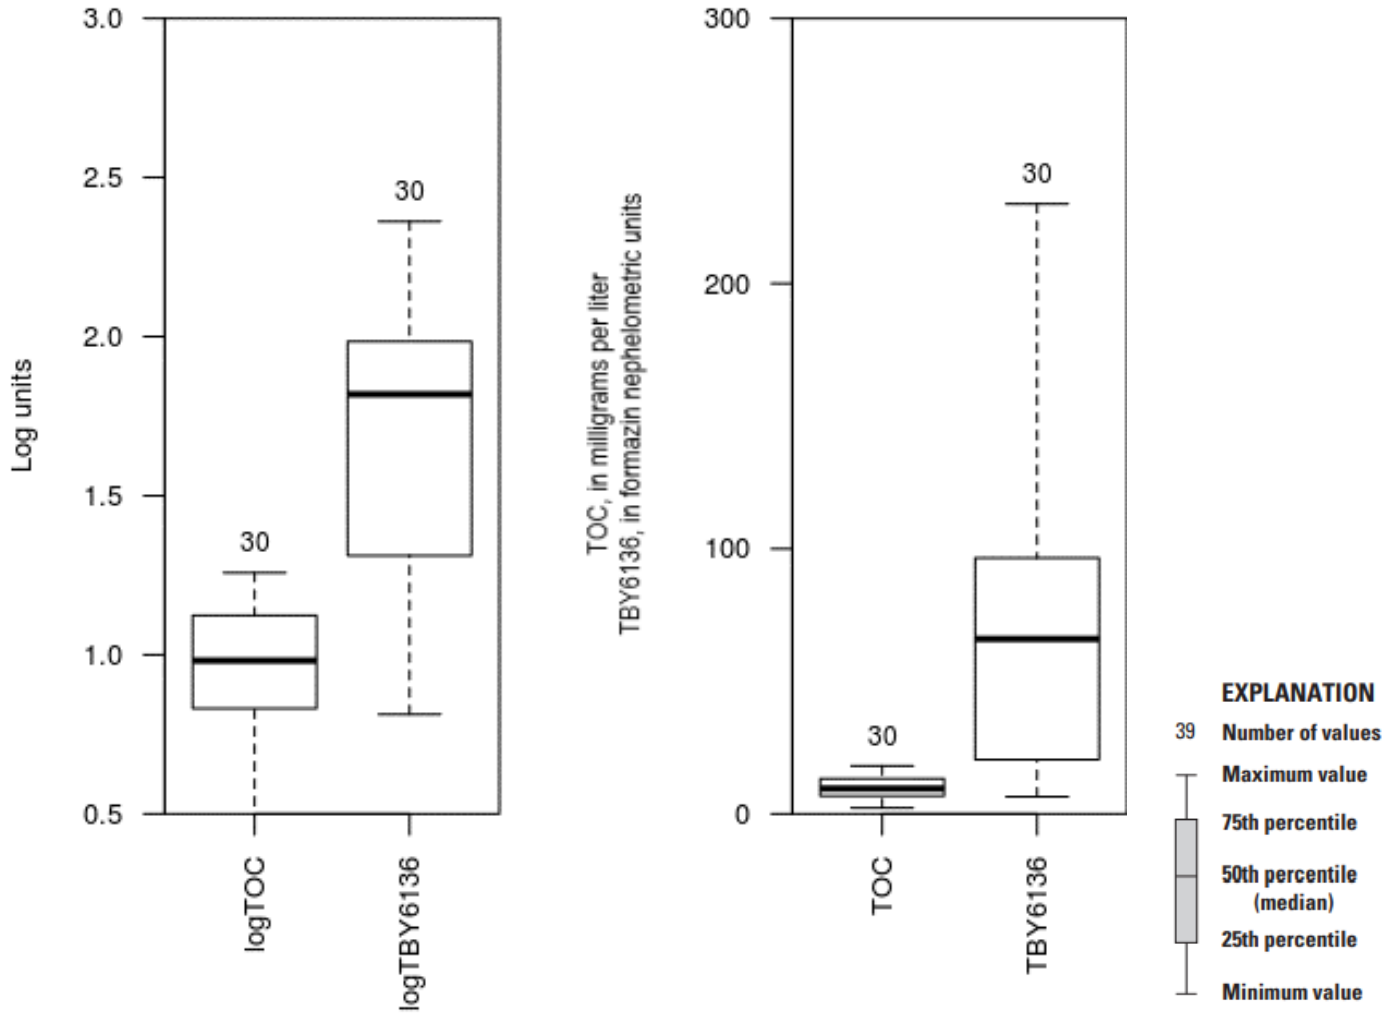 Log units
3.0
2.5
2.0
1.5
1.0
0.5
30
30
logTOC
logTBY6136
TOC, in milligrams per liter
TBY6136, in formazin nephelometric units
300
200
100
0
30
30
TOC
TBY6136
EXPLANATION
39 Number of values
Maximum value
75th percentile
50th percentile
(median)
25th percentile
Minimum value